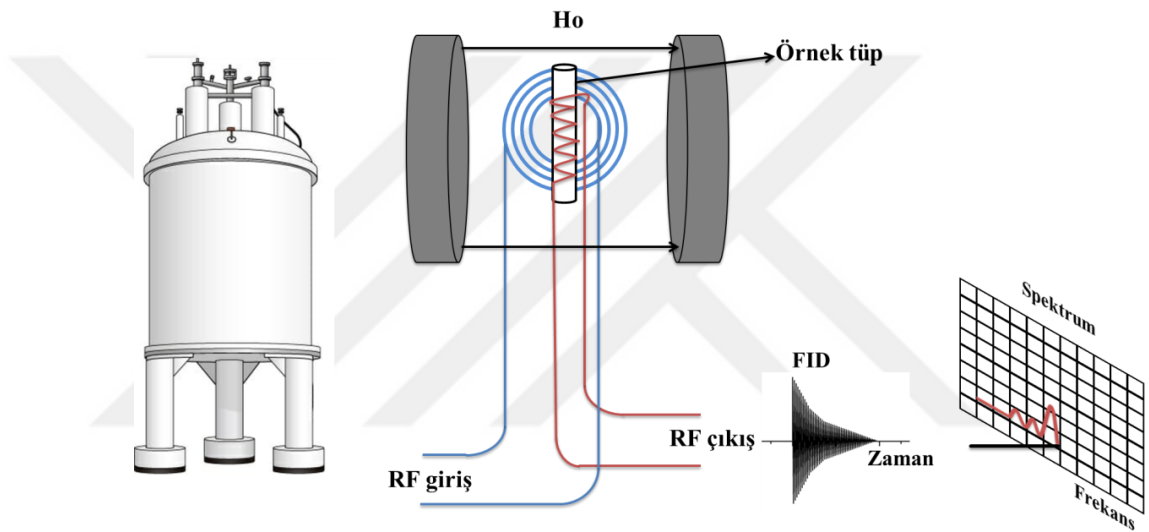 Ho
Örnek tüp
Spektrum
FID
RF çıkış
Zaman
RF giriş
Frekans